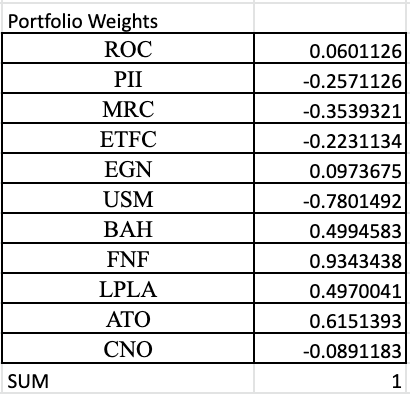 Portfolio Weights
ROC 0.0601126
PII -0.2571126
MRC -0.3539321
ETFC -0.2231134
EGN 0.0973675
USM -0.7801492
BAH 0.4994583
FNF 0.9343438
LPLA 0.4970041
ATO 0.6151393
CNO -0.0891183
SUM 1